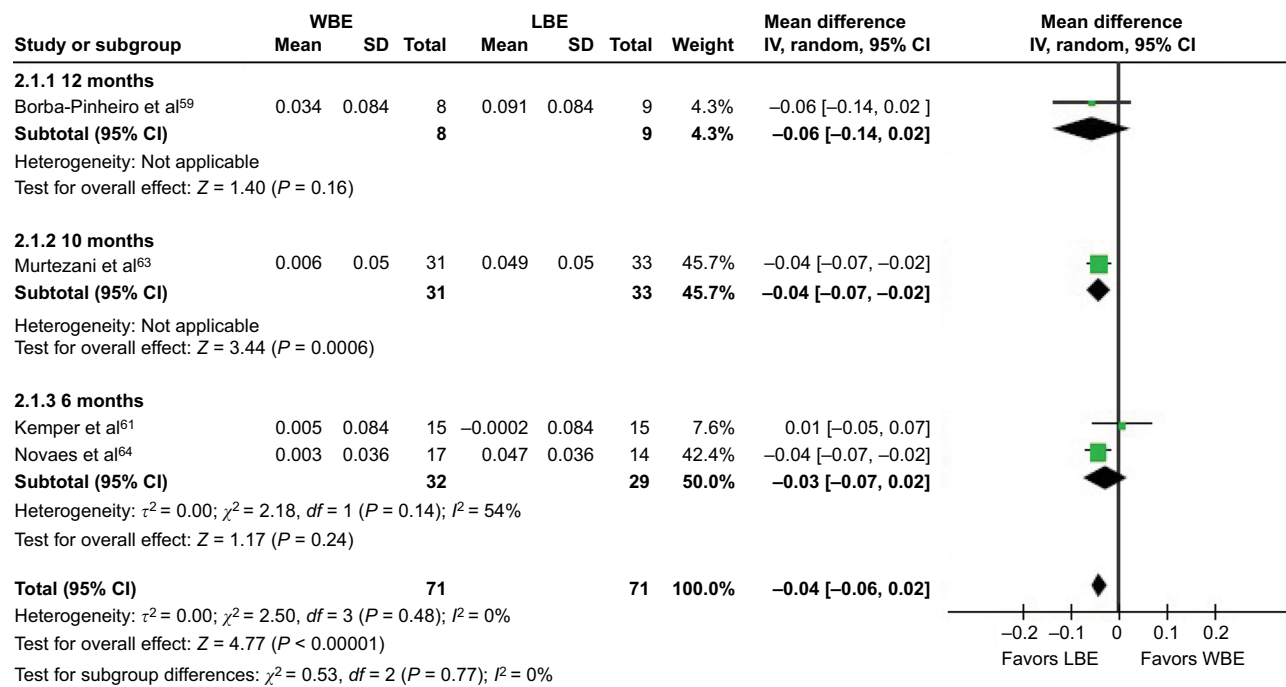 WBE LBE Mean difference Mean difference
Study or subgroup Mean SD Total Mean SD Total Weight IV, random, 95% CI IV, random, 95% CI
2.1.1 12 months
Borba-Pinheiro et al⁵⁹ 0.034 0.084 8 0.091 0.084 9 4.3% –0.06 [–0.14, 0.02 ]
Subtotal (95% CI) 8 9 4.3% –0.06 [–0.14, 0.02]
Heterogeneity: Not applicable
Test for overall effect: Z = 1.40 (P = 0.16)
2.1.2 10 months
Murtezani et al⁶³ 0.006 0.05 31 0.049 0.05 33 45.7% –0.04 [–0.07, –0.02]
Subtotal (95% CI) 31 33 45.7% –0.04 [–0.07, –0.02]
Heterogeneity: Not applicable
Test for overall effect: Z = 3.44 (P = 0.0006)
2.1.3 6 months
Kemper et al⁶¹ 0.005 0.084 15 –0.0002 0.084 15 7.6% 0.01 [–0.05, 0.07]
Novaes et al⁶⁴ 0.003 0.036 17 0.047 0.036 14 42.4% –0.04 [–0.07, –0.02]
Subtotal (95% CI) 32 29 50.0% –0.03 [–0.07, 0.02]
Heterogeneity: τ² = 0.00; χ² = 2.18, df = 1 (P = 0.14); I² = 54%
Test for overall effect: Z = 1.17 (P = 0.24)
Total (95% CI) 71 71 100.0% –0.04 [–0.06, 0.02]
Heterogeneity: τ² = 0.00; χ² = 2.50, df = 3 (P = 0.48); I² = 0%
Test for overall effect: Z = 4.77 (P < 0.00001)
Test for subgroup differences: χ² = 0.53, df = 2 (P = 0.77); I² = 0%
–0.2 –0.1 0 0.1 0.2
Favors LBE Favors WBE